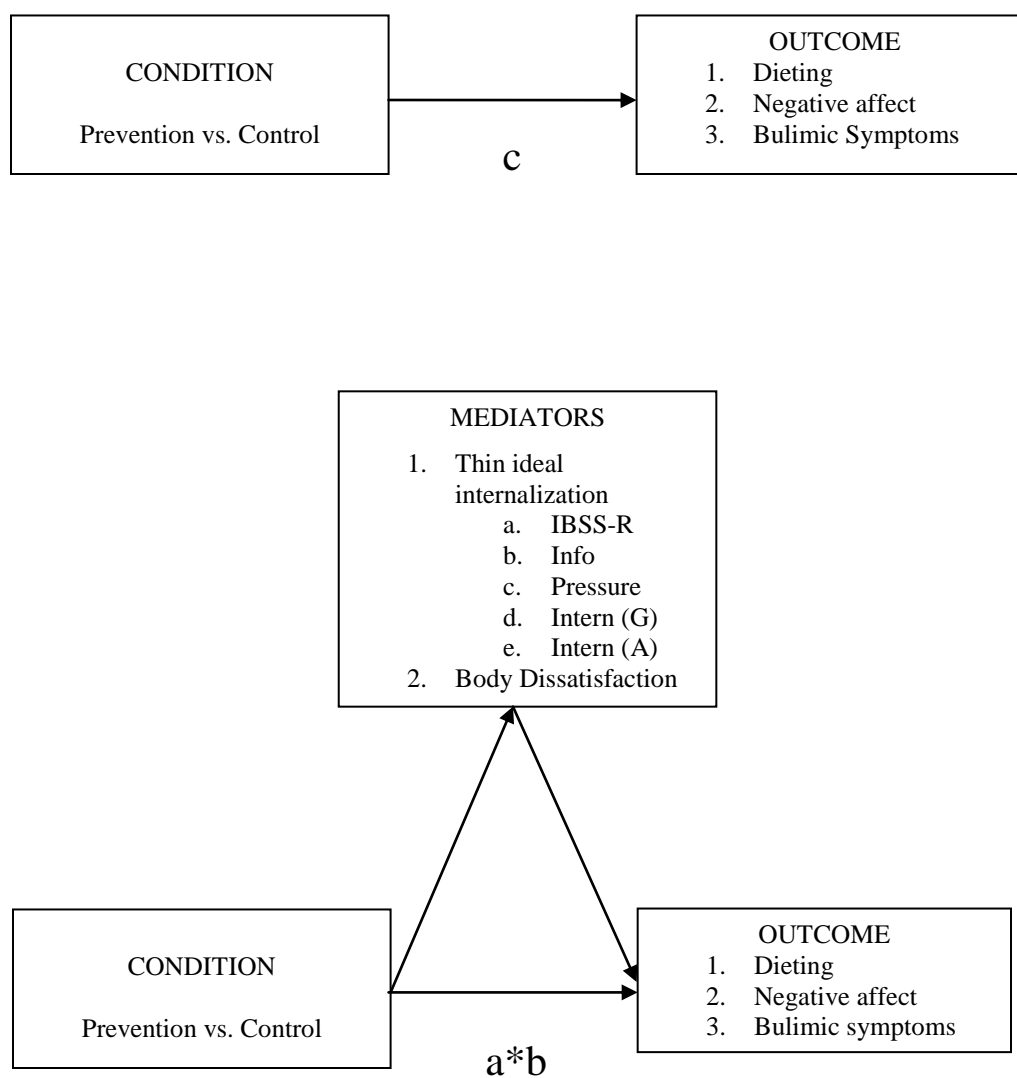 CONDITION
Prevention vs. Control
c
OUTCOME
1. Dieting
2. Negative affect
3. Bulimic Symptoms
MEDIATORS
1. Thin ideal
internalization
a. IBSS-R
b. Info
c. Pressure
d. Intern (G)
e. Intern (A)
2. Body Dissatisfaction
CONDITION
Prevention vs. Control
a*b
OUTCOME
1. Dieting
2. Negative affect
3. Bulimic symptoms